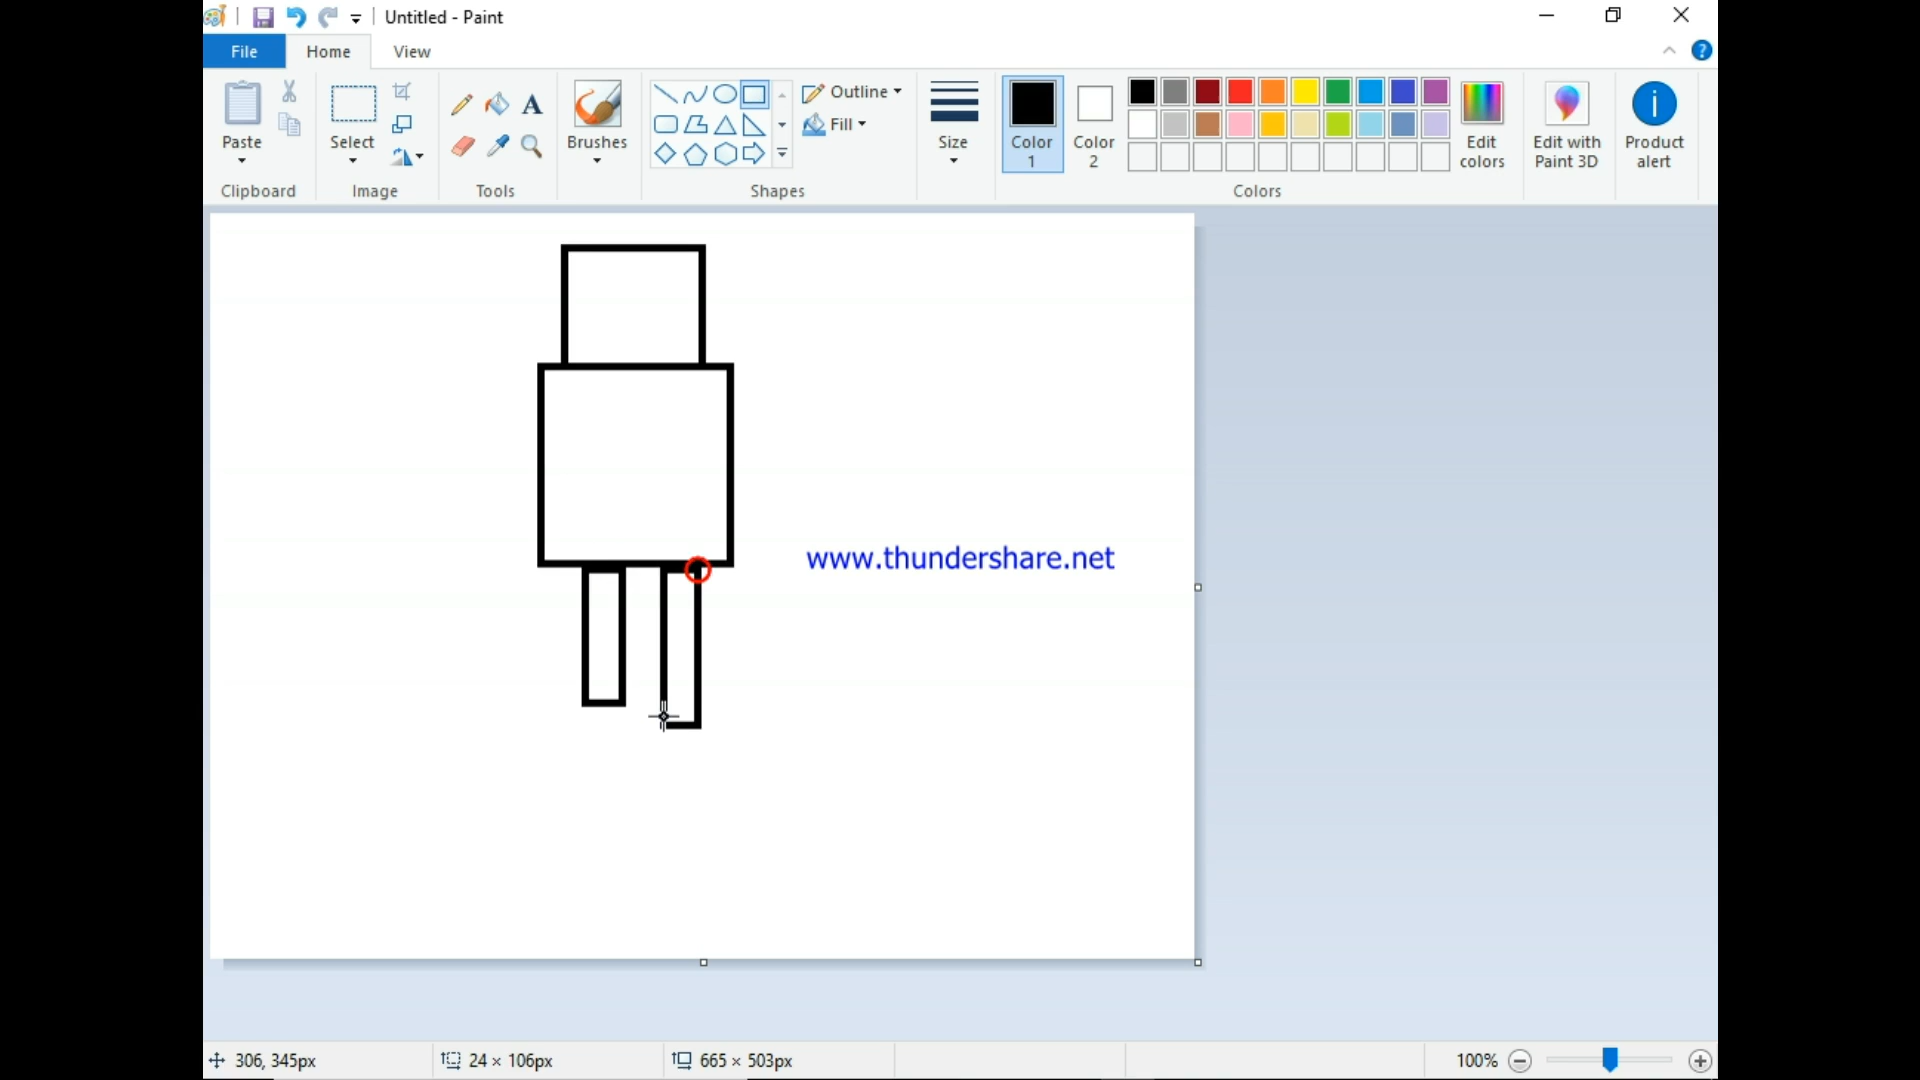 Untitled - Paint
File Home View
Paste
Select
Brushes
Outline
Fill
Size
Color 1
Color 2
Edit colors
Edit with Paint 3D
Product alert
Clipboard
Image
Tools
Shapes
Colors
www.thundershare.net
306, 345px
24 × 106px
665 × 503px
100%